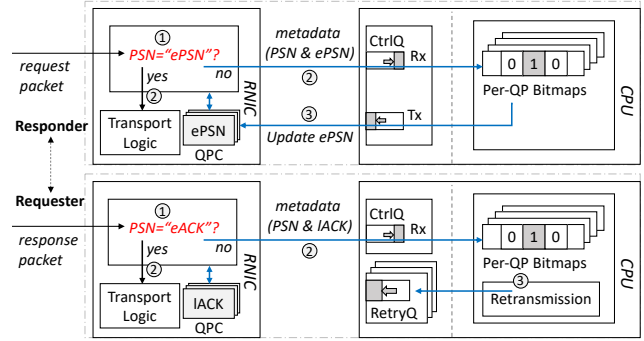 ①
PSN="ePSN"?
request
packet
yes
no
②
Transport
Logic
ePSN
QPC
RNIC
metadata
(PSN & ePSN)
②
③
Update ePSN
CtrlQ
Rx
Tx
0 1 0
Per-QP Bitmaps
CPU
Responder
Requester
①
PSN="eACK"?
response
packet
yes
no
②
Transport
Logic
lACK
QPC
RNIC
metadata
(PSN & lACK)
②
CtrlQ
Rx
RetryQ
0 1 0
Per-QP Bitmaps
③
Retransmission
CPU